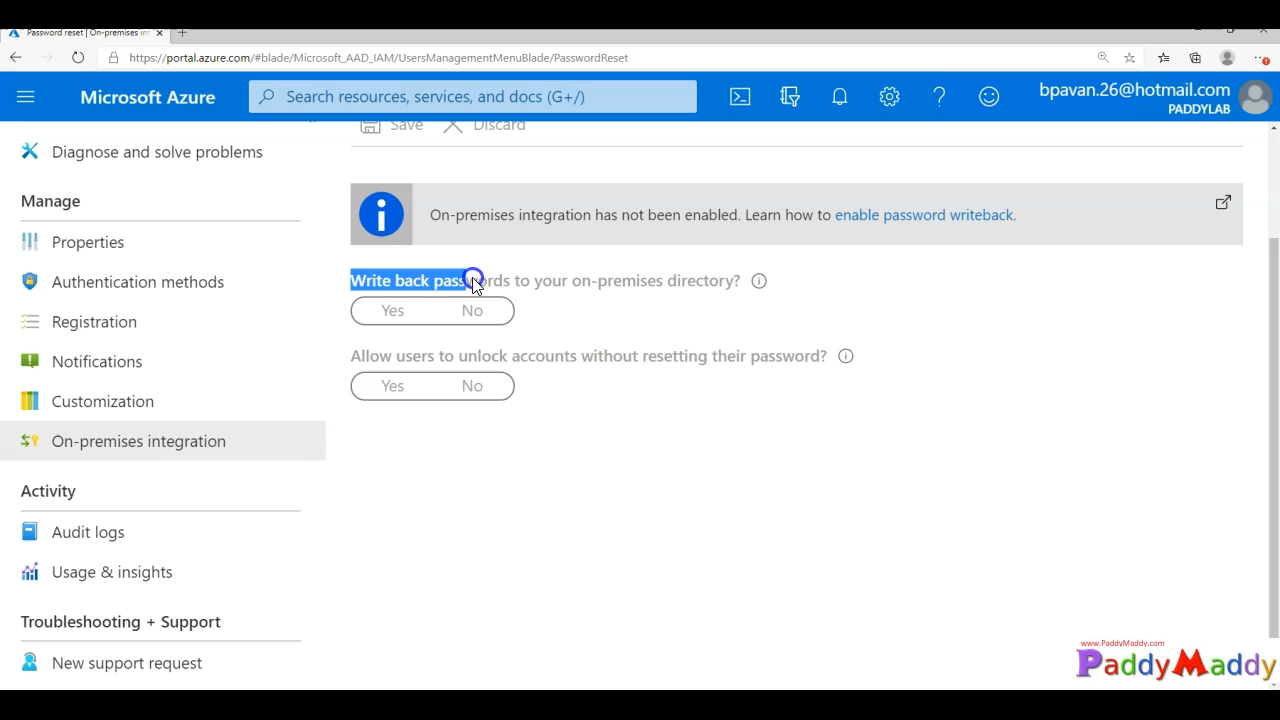 Password reset | On-premises in
https://portal.azure.com/#blade/Microsoft_AAD_IAM/UsersManagementMenuBlade/PasswordReset
Microsoft Azure
Search resources, services, and docs (G+/)
bpavan.26@hotmail.com
PADDYLAB
Save
Discard
Diagnose and solve problems
Manage
Properties
Authentication methods
Registration
Notifications
Customization
On-premises integration
Activity
Audit logs
Usage & insights
Troubleshooting + Support
New support request
On-premises integration has not been enabled. Learn how to enable password writeback.
Write back passwords to your on-premises directory?
Yes No
Allow users to unlock accounts without resetting their password?
Yes No
www.PaddyMaddy.com
PaddyMaddy